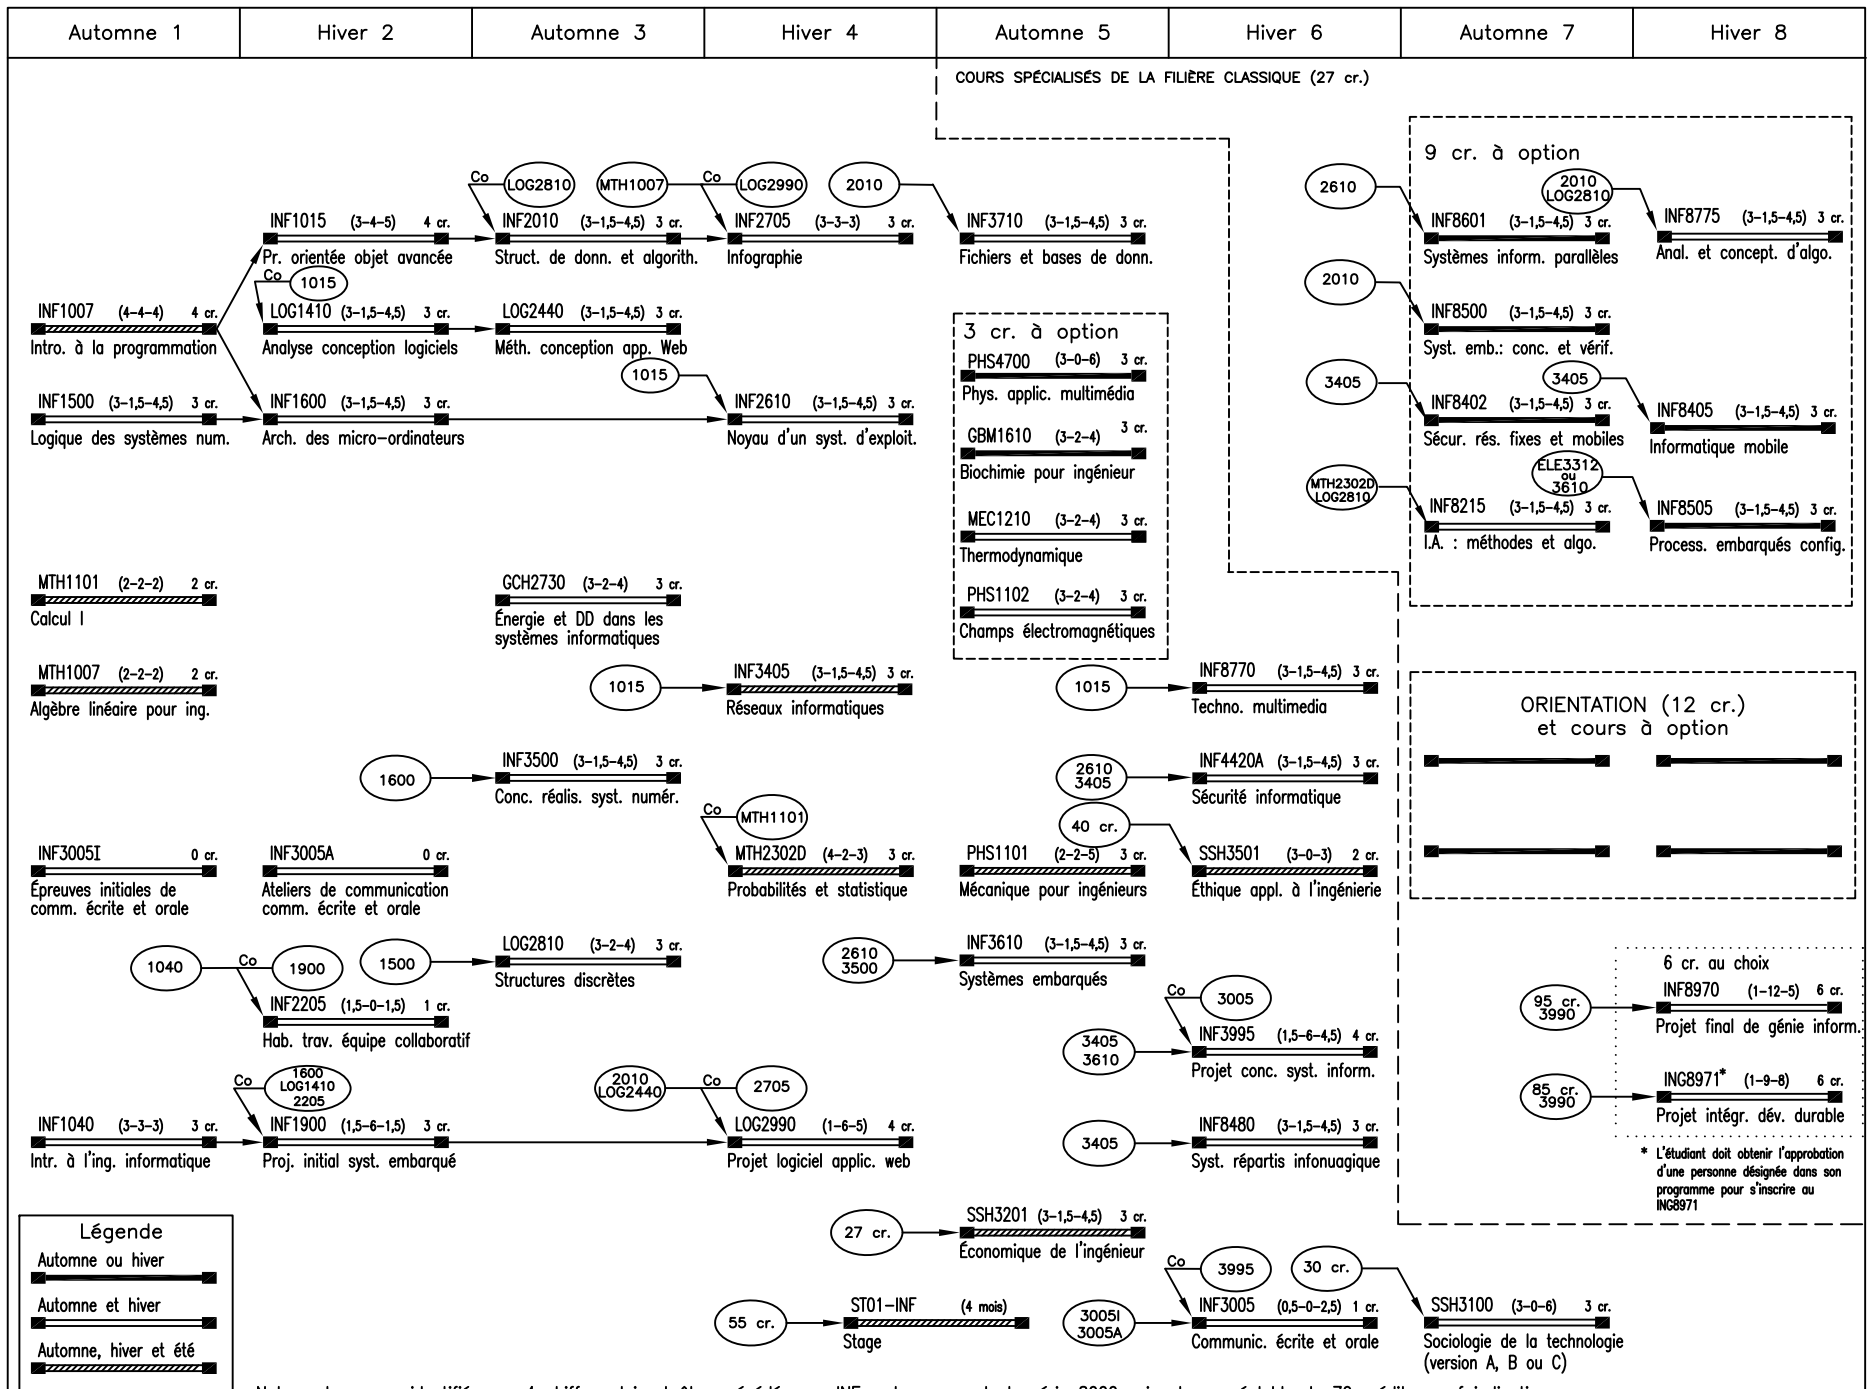 Automne 1
Hiver 2
Automne 3
Hiver 4
Automne 5
Hiver 6
Automne 7
Hiver 8
COURS SPÉCIALISÉS DE LA FILIÈRE CLASSIQUE (27 cr.)
INF1007 (4-4-4) 4 cr.
Intro. à la programmation
INF1500 (3-1,5-4,5) 3 cr.
Logique des systèmes num.
MTH1101 (2-2-2) 2 cr.
Calcul I
MTH1007 (2-2-2) 2 cr.
Algèbre linéaire pour ing.
INF3005I 0 cr.
Épreuves initiales de
comm. écrite et orale
1040
INF1040 (3-3-3) 3 cr.
Intr. à l'ing. informatique
INF1015 (3-4-5) 4 cr.
Pr. orientée objet avancée
Co
1015
LOG1410 (3-1,5-4,5) 3 cr.
Analyse conception logiciels
INF1600 (3-1,5-4,5) 3 cr.
Arch. des micro-ordinateurs
1600
INF3005A 0 cr.
Ateliers de communication
comm. écrite et orale
Co
1900
1500
INF2205 (1,5-0-1,5) 1 cr.
Hab. trav. équipe collaboratif
Co
1600
LOG1410
2205
INF1900 (1,5-6-1,5) 3 cr.
Proj. initial syst. embarqué
Co
LOG2810
MTH1007
INF2010 (3-1,5-4,5) 3 cr.
Struct. de donn. et algorith.
LOG2440 (3-1,5-4,5) 3 cr.
Méth. conception app. Web
1015
GCH2730 (3-2-4) 3 cr.
Énergie et DD dans les
systèmes informatiques
1015
INF3500 (3-1,5-4,5) 3 cr.
Conc. réalis. syst. numér.
LOG2810 (3-2-4) 3 cr.
Structures discrètes
2010
LOG2440
Co
LOG2990
2010
INF2705 (3-3-3) 3 cr.
Infographie
INF2610 (3-1,5-4,5) 3 cr.
Noyau d'un syst. d'exploit.
INF3405 (3-1,5-4,5) 3 cr.
Réseaux informatiques
Co
MTH1101
MTH2302D (4-2-3) 3 cr.
Probabilités et statistique
2610
3500
Co
2705
LOG2990 (1-6-5) 4 cr.
Projet logiciel applic. web
27 cr.
55 cr.
ST01-INF (4 mois)
Stage
INF3710 (3-1,5-4,5) 3 cr.
Fichiers et bases de donn.
3 cr. à option
PHS4700 (3-0-6) 3 cr.
Phys. applic. multimédia
GBM1610 (3-2-4) 3 cr.
Biochimie pour ingénieur
MEC1210 (3-2-4) 3 cr.
Thermodynamique
PHS1102 (3-2-4) 3 cr.
Champs électromagnétiques
1015
2610
3405
40 cr.
PHS1101 (2-2-5) 3 cr.
Mécanique pour ingénieurs
INF3610 (3-1,5-4,5) 3 cr.
Systèmes embarqués
3405
3610
3405
SSH3201 (3-1,5-4,5) 3 cr.
Économique de l'ingénieur
3005I
3005A
INF8770 (3-1,5-4,5) 3 cr.
Techno. multimedia
INF4420A (3-1,5-4,5) 3 cr.
Sécurité informatique
SSH3501 (3-0-3) 2 cr.
Éthique appl. à l'ingénierie
Co
3005
INF3995 (1,5-6-4,5) 4 cr.
Projet conc. syst. inform.
INF8480 (3-1,5-4,5) 3 cr.
Syst. répartis infonuagique
Co
3995
30 cr.
INF3005 (0,5-0-2,5) 1 cr.
Communic. écrite et orale
9 cr. à option
2610
INF8601 (3-1,5-4,5) 3 cr.
Systèmes inform. parallèles
2010
INF8500 (3-1,5-4,5) 3 cr.
Syst. emb.: conc. et vérif.
3405
INF8402 (3-1,5-4,5) 3 cr.
Sécur. rés. fixes et mobiles
MTH2302D
LOG2810
INF8215 (3-1,5-4,5) 3 cr.
I.A. : méthodes et algo.
2010
LOG2810
INF8775 (3-1,5-4,5) 3 cr.
Anal. et concept. d'algo.
3405
INF8405 (3-1,5-4,5) 3 cr.
Informatique mobile
ELE3312
ou
3610
INF8505 (3-1,5-4,5) 3 cr.
Process. embarqués config.
ORIENTATION (12 cr.)
et cours à option
6 cr. au choix
95 cr.
3990
INF8970 (1-12-5) 6 cr.
Projet final de génie inform.
85 cr.
3990
ING8971* (1-9-8) 6 cr.
Projet intégr. dév. durable
* L'étudiant doit obtenir l'approbation
d'une personne désignée dans son
programme pour s'inscrire au
ING8971
SSH3100 (3-0-6) 3 cr.
Sociologie de la technologie
(version A, B ou C)
Légende
Automne ou hiver
Automne et hiver
Automne, hiver et été